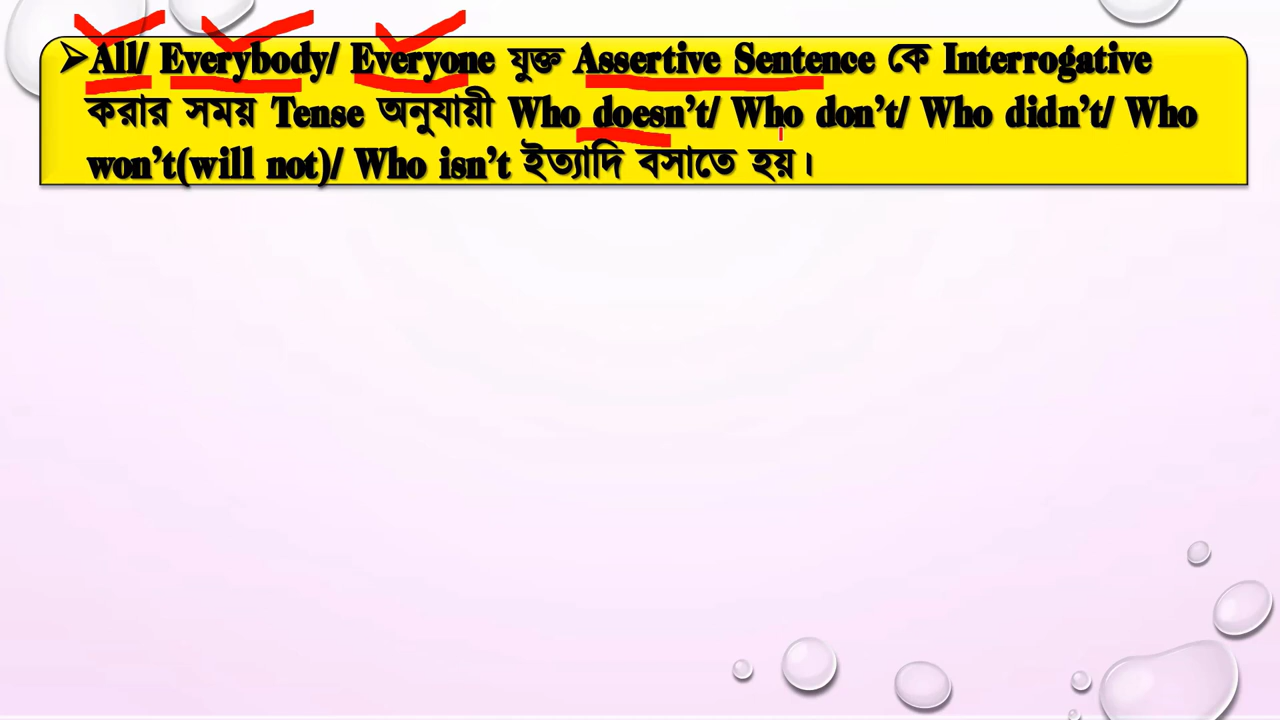 ➢All/ Everybody/ Everyone যুক্ত Assertive Sentence কে Interrogative
করার সময় Tense অনুযায়ী Who doesn’t/ Who don’t/ Who didn’t/ Who
won’t(will not)/ Who isn’t ইত্যাদি বসাতে হয়।